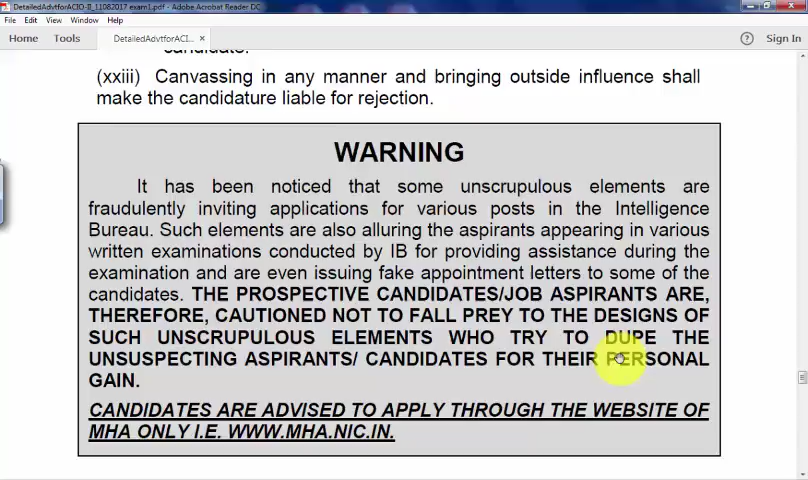 DetailedAdvtforACIO-II_11082017 exam1.pdf - Adobe Acrobat Reader DC
File Edit View Window Help
Home Tools DetailedAdvtforACI... × ? Sign In
candidate.
(xxiii) Canvassing in any manner and bringing outside influence shall
make the candidature liable for rejection.
WARNING
It has been noticed that some unscrupulous elements are
fraudulently inviting applications for various posts in the Intelligence
Bureau. Such elements are also alluring the aspirants appearing in various
written examinations conducted by IB for providing assistance during the
examination and are even issuing fake appointment letters to some of the
candidates. THE PROSPECTIVE CANDIDATES/JOB ASPIRANTS ARE,
THEREFORE, CAUTIONED NOT TO FALL PREY TO THE DESIGNS OF
SUCH UNSCRUPULOUS ELEMENTS WHO TRY TO DUPE THE
UNSUSPECTING ASPIRANTS/ CANDIDATES FOR THEIR PERSONAL
GAIN.
CANDIDATES ARE ADVISED TO APPLY THROUGH THE WEBSITE OF
MHA ONLY I.E. WWW.MHA.NIC.IN.